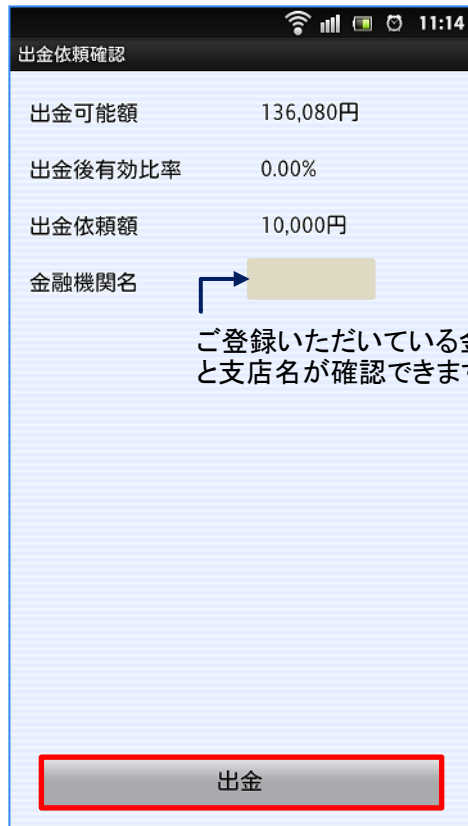 11:14
出金依頼確認
出金可能額 136,080円
出金後有効比率 0.00%
出金依頼額 10,000円
金融機関名
ご登録いただいている金
と支店名が確認できます
出金